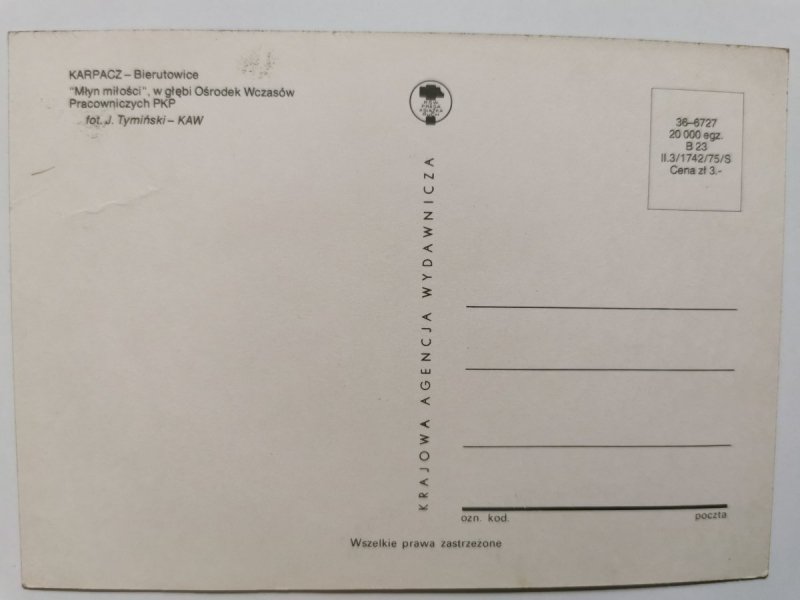 KARPACZ – Bierutowice
"Młyn miłości", w głębi Ośrodek Wczasów
Pracowniczych PKP
fot. J. Tymiński – KAW
36–6727
20 000 egz.
B 23
II.3/1742/75/S
Cena zł 3.-
KRAJOWA AGENCJA WYDAWNICZA
ozn. kod.
poczta
Wszelkie prawa zastrzeżone